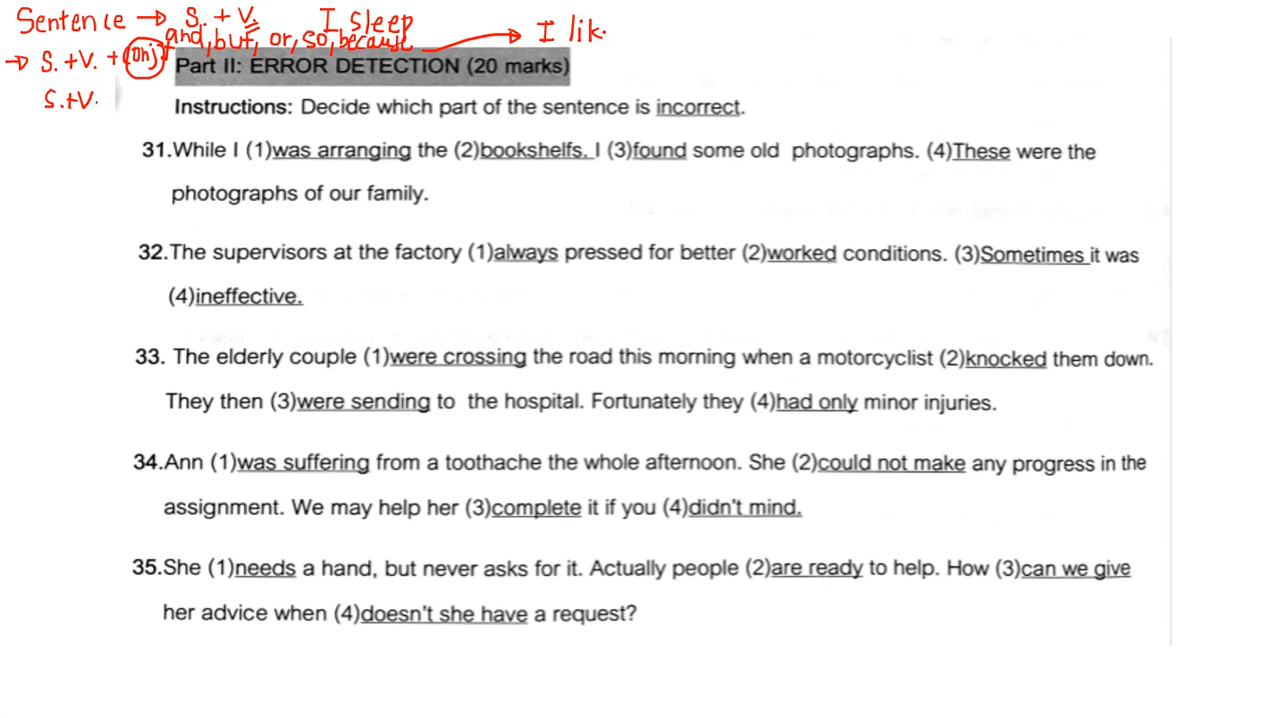 Sentence → S. + V. I sleep
and, but, or, so, because → I lik
→ S. +V. + Conj
S.+V.
Part II: ERROR DETECTION (20 marks)
Instructions: Decide which part of the sentence is incorrect.
31.While I (1)was arranging the (2)bookshelfs. I (3)found some old photographs. (4)These were the
photographs of our family.
32.The supervisors at the factory (1)always pressed for better (2)worked conditions. (3)Sometimes it was
(4)ineffective.
33. The elderly couple (1)were crossing the road this morning when a motorcyclist (2)knocked them down.
They then (3)were sending to the hospital. Fortunately they (4)had only minor injuries.
34.Ann (1)was suffering from a toothache the whole afternoon. She (2)could not make any progress in the
assignment. We may help her (3)complete it if you (4)didn't mind.
35.She (1)needs a hand, but never asks for it. Actually people (2)are ready to help. How (3)can we give
her advice when (4)doesn't she have a request?